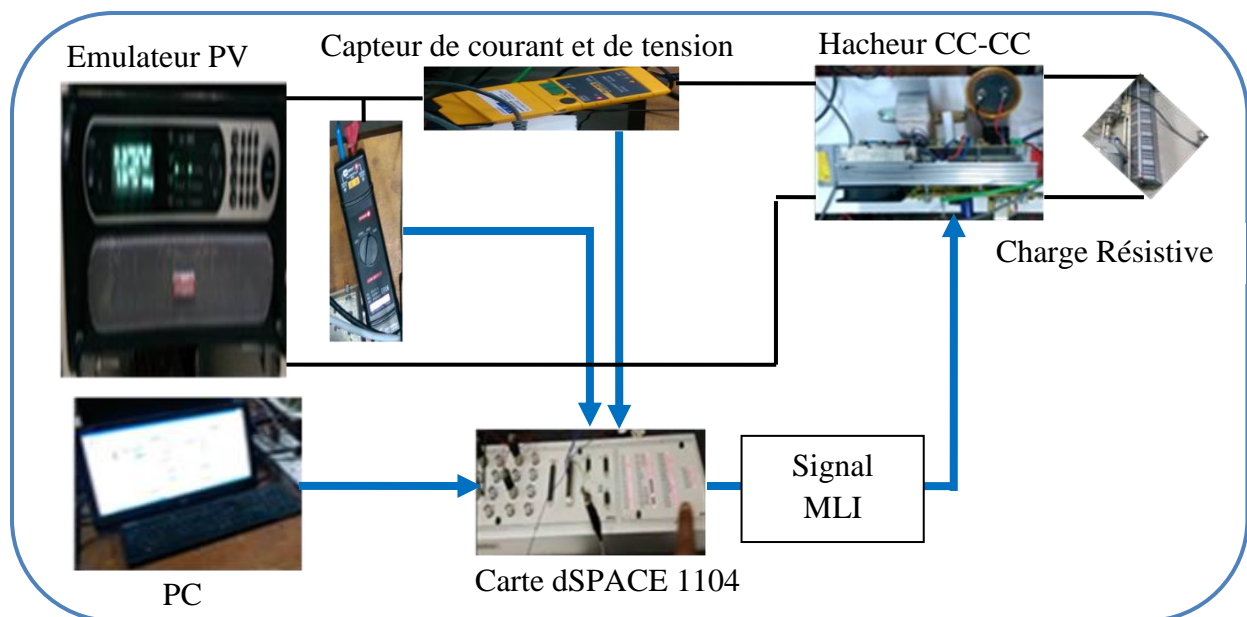 Emulateur PV
Capteur de courant et de tension
Hacheur CC-CC
Charge Résistive
Signal
MLI
PC
Carte dSPACE 1104